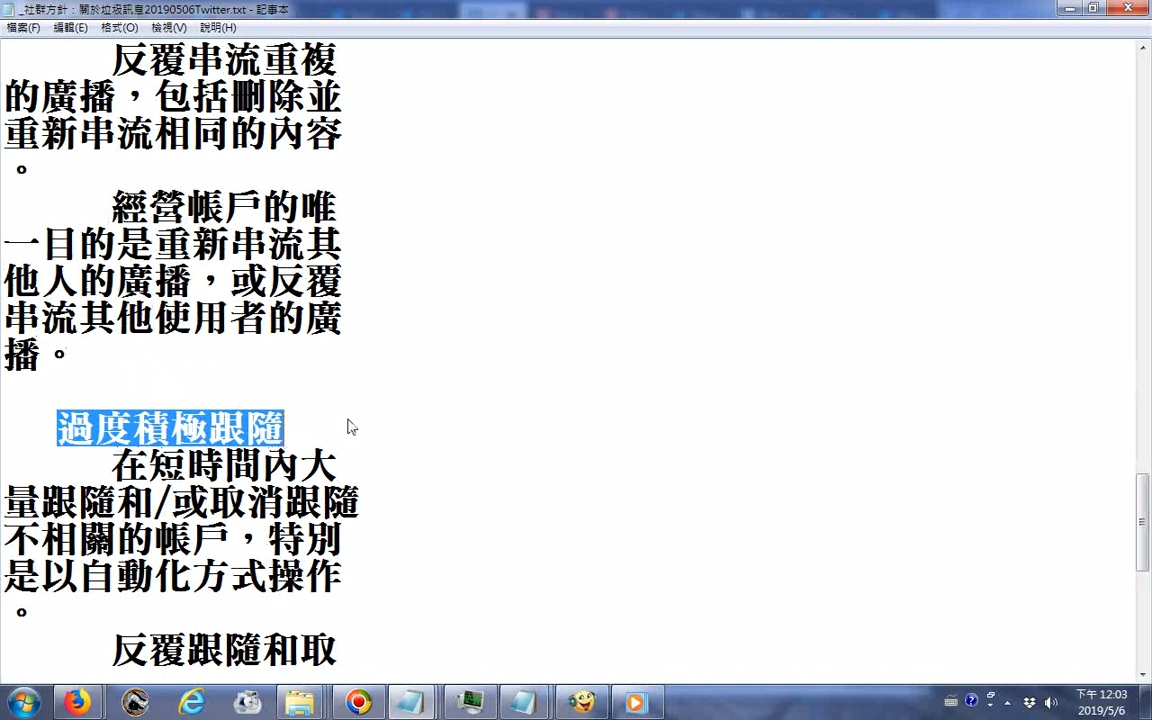 _社群方針：關於垃圾訊息20190506Twitter.txt - 記事本
檔案(F) 編輯(E) 格式(O) 檢視(V) 說明(H)
反覆串流重複
的廣播，包括刪除並
重新串流相同的內容
。
經營帳戶的唯
一目的是重新串流其
他人的廣播，或反覆
串流其他使用者的廣
播。
過度積極跟隨
在短時間內大
量跟隨和/或取消跟隨
不相關的帳戶，特別
是以自動化方式操作
。
反覆跟隨和取
下午 12:03
2019/5/6